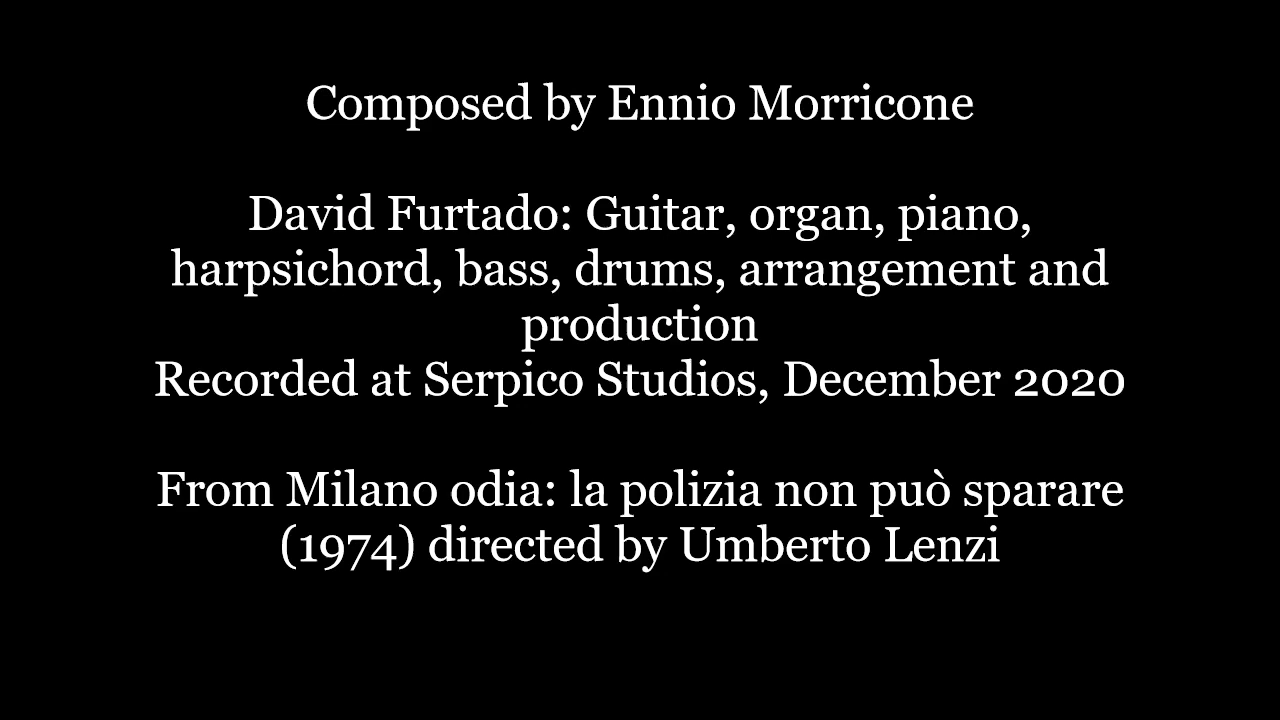 Composed by Ennio Morricone
David Furtado: Guitar, organ, piano,
harpsichord, bass, drums, arrangement and
production
Recorded at Serpico Studios, December 2020
From Milano odia: la polizia non può sparare
(1974) directed by Umberto Lenzi